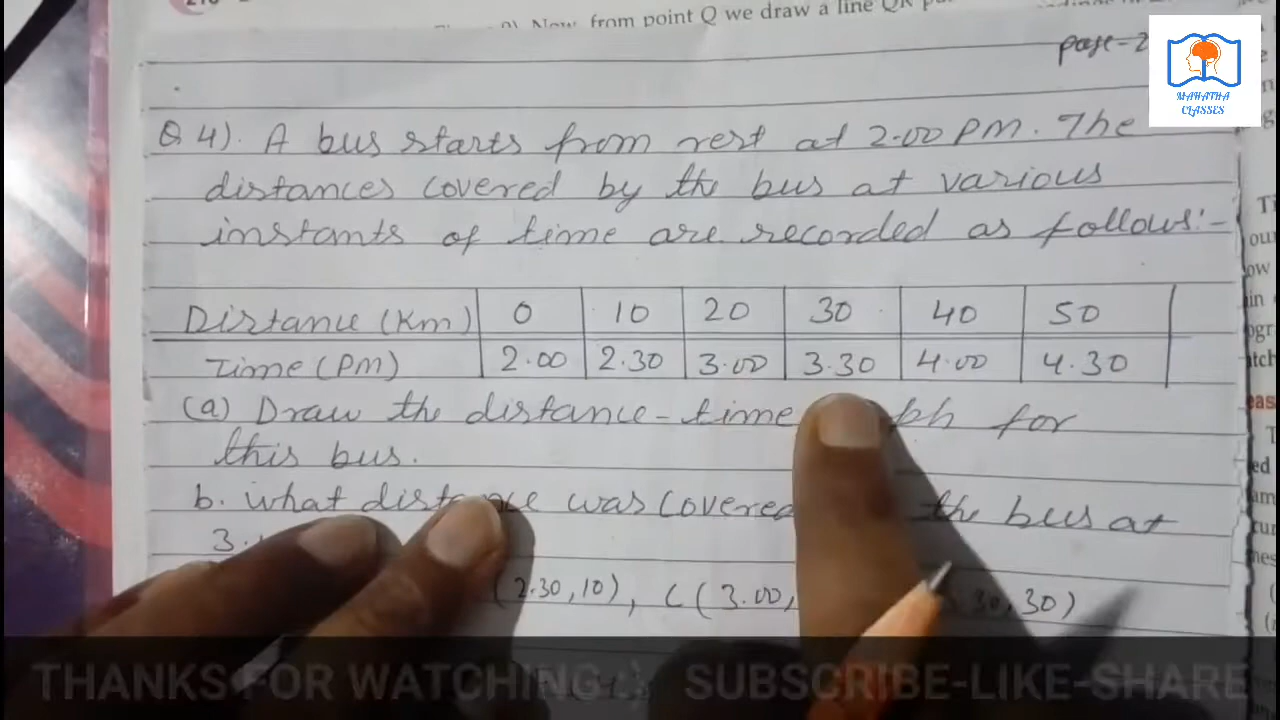 Now, from point Q we draw a line QR
page-2
MAHATHA
CLASSES
Q 4). A bus starts from rest at 2.00 PM. The
distances covered by the bus at various
instants of time are recorded as follows:-
Distance (Km) 0 10 20 30 40 50
Time (PM) 2.00 2.30 3.00 3.30 4.00 4.30
(a) Draw the distance-time for
this bus.
b. what distance was covered the bus at
3.
(2.30,10), C(3.00, 30,30)
THANKS FOR WATCHING:) SUBSCRIBE-LIKE-SHARE